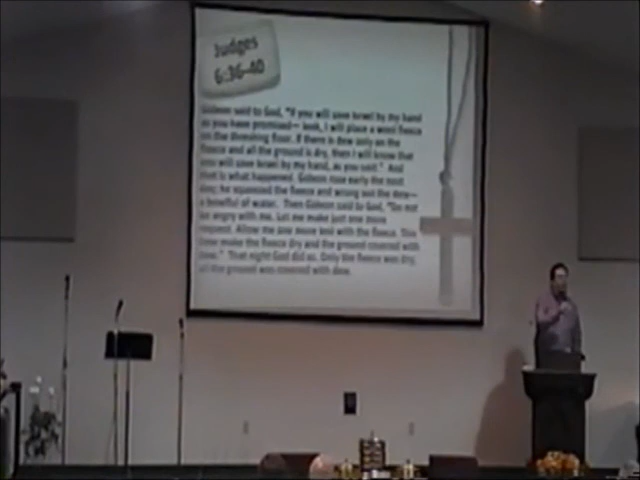 Judges
6:36-40
Gideon said to God, "If you will save Israel by my hand
as you have promised— look, I will place a wool fleece
on the threshing floor. If there is dew only on the
fleece and all the ground is dry, then I will know that
you will save Israel by my hand, as you said." And
that is what happened. Gideon rose early the next
day; he squeezed the fleece and wrung out the dew—
a bowlful of water. Then Gideon said to God, "Do not
be angry with me. Let me make just one more
request. Allow me one more test with the fleece. This
time make the fleece dry and the ground covered with
dew." That night God did so. Only the fleece was dry;
all the ground was covered with dew.